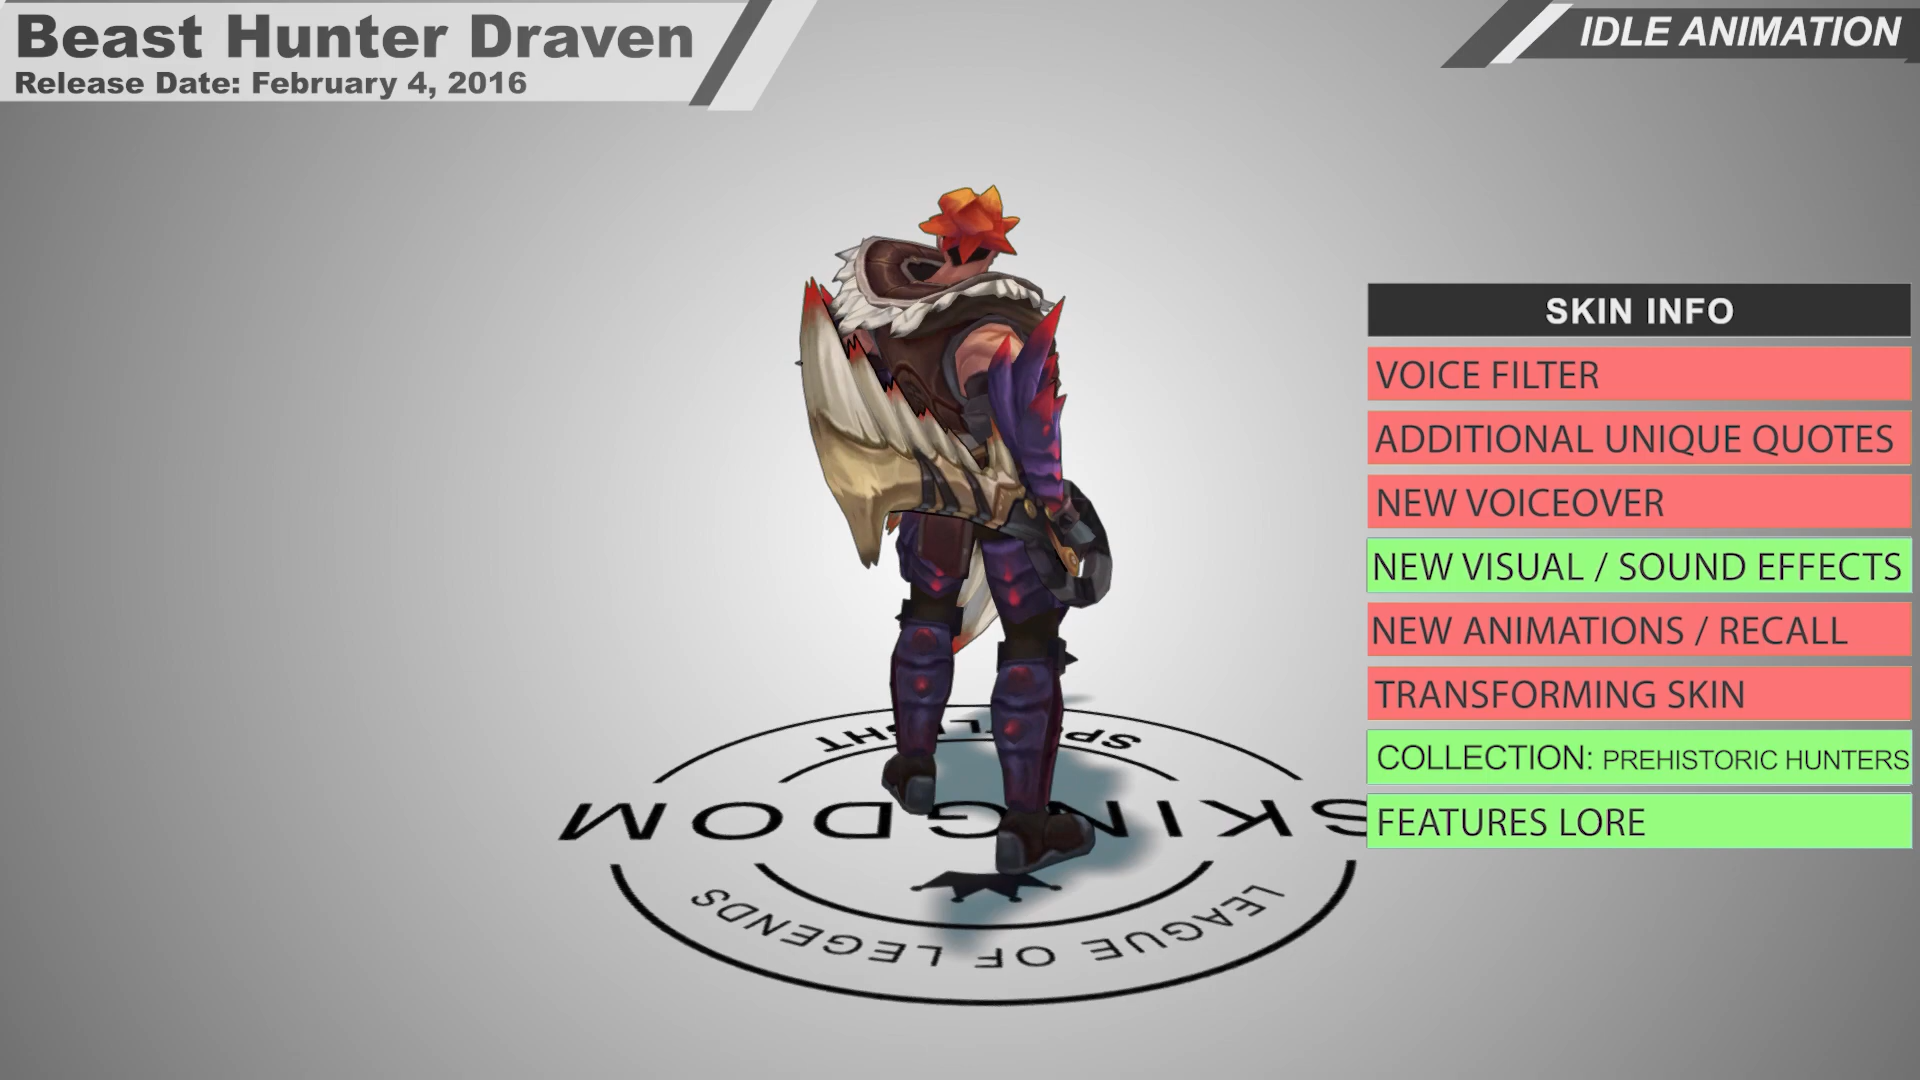 Beast Hunter Draven
Release Date: February 4, 2016
IDLE ANIMATION
SKIN INFO
VOICE FILTER
ADDITIONAL UNIQUE QUOTES
NEW VOICEOVER
NEW VISUAL / SOUND EFFECTS
NEW ANIMATIONS / RECALL
TRANSFORMING SKIN
COLLECTION: PREHISTORIC HUNTERS
FEATURES LORE
SKINGDOM
LEAGUE OF LEGENDS